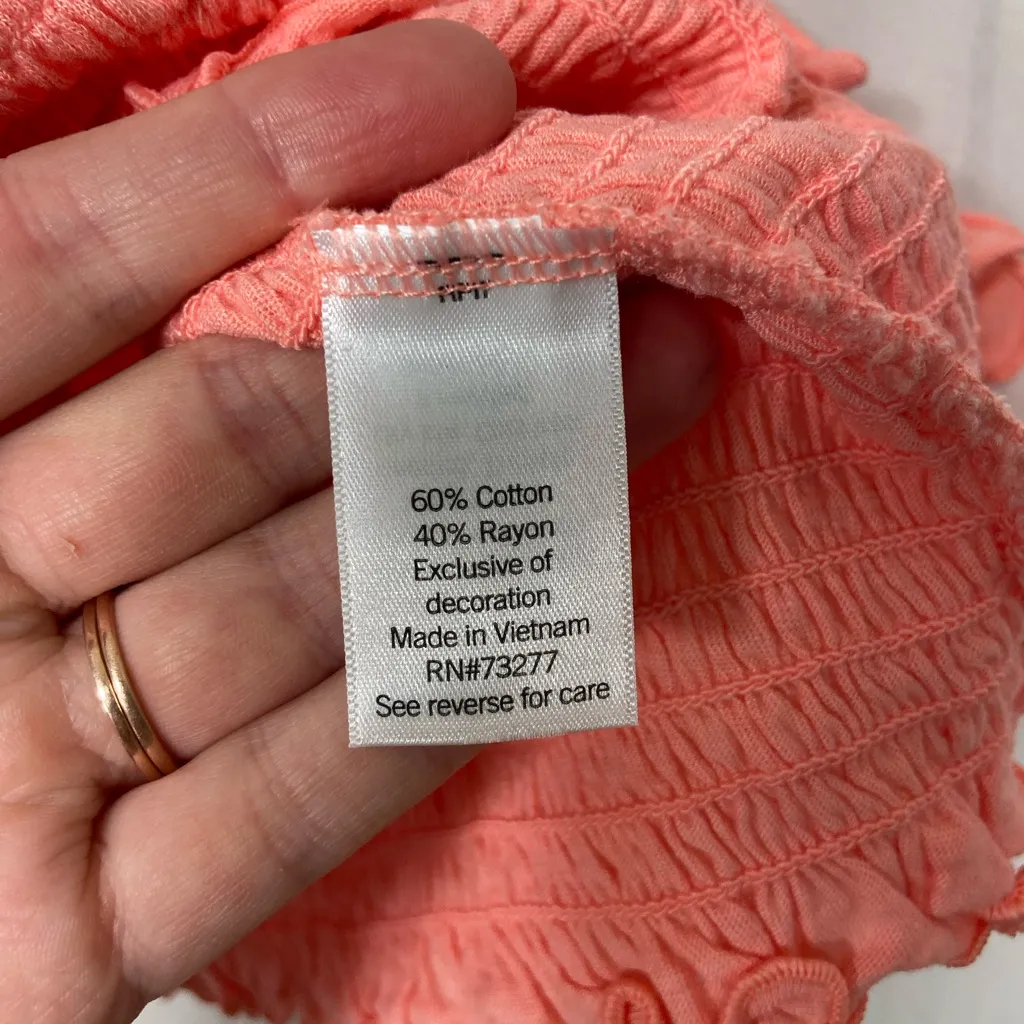 60% Cotton
40% Rayon
Exclusive of
decoration
Made in Vietnam
RN#73277
See reverse for care